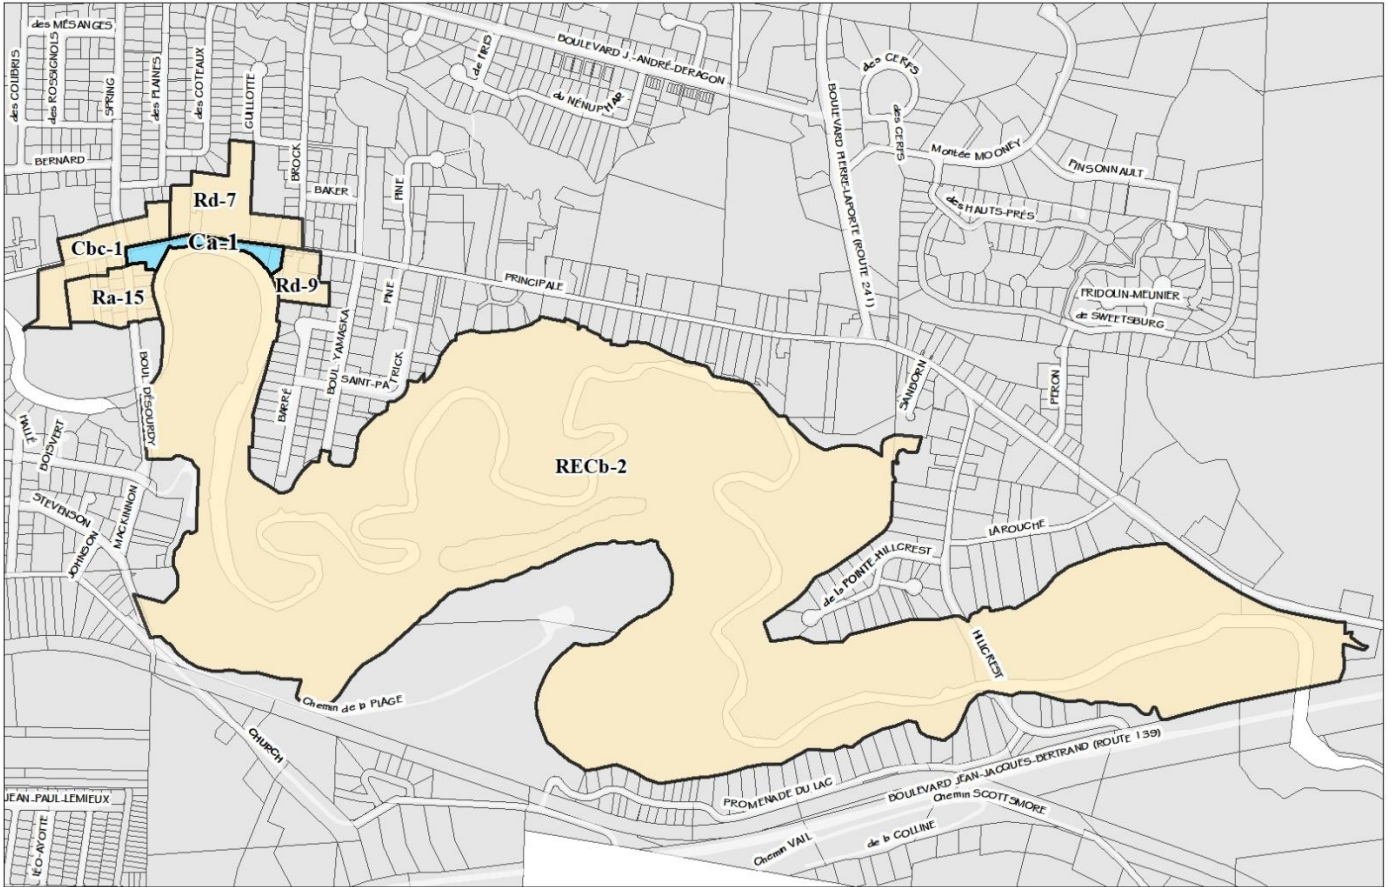 des MÉSANGES
des COLIBRIS
des ROSSIGNOLS
SPRING
des PLAINES
des COTEAUX
GUILLOTTE
BERNARD
BROCK
BAKER
PINE
de l'IRIS
BOULEVARD J.-ANDRÉ-DERAGON
du NÉNUPHAR
BOULEVARD PIERRE-LAPORTE (ROUTE 241)
des CERFS
des CERFS
Montée MOONEY
PINSONNAULT
des HAUTS-PRÉS
FRIDOLIN-MEUNIER
de SWEETSBURG
Rd-7
Cbc-1
Ca-1
Ra-15
Rd-9
PRINCIPALE
PINE
BOUL. YAMASKA
SAINT-PATRICK
BARRÉ
BOUL. DÉSOURDY
SANBORN
PERON
HALLÉ
BOISVERT
STEVENSON
MACKINNON
JOHNSON
RECb-2
LAROUCHE
de la POINTE-HILLCREST
HILLCREST
Chemin de la PLAGE
CHURCH
PROMENADE DU LAC
BOULEVARD JEAN-JACQUES-BERTRAND (ROUTE 139)
Chemin SCOTTSMORE
Chemin VAIL
de la COLLINE
JEAN-PAUL-LEMIEUX
LÉO-AYOTTE